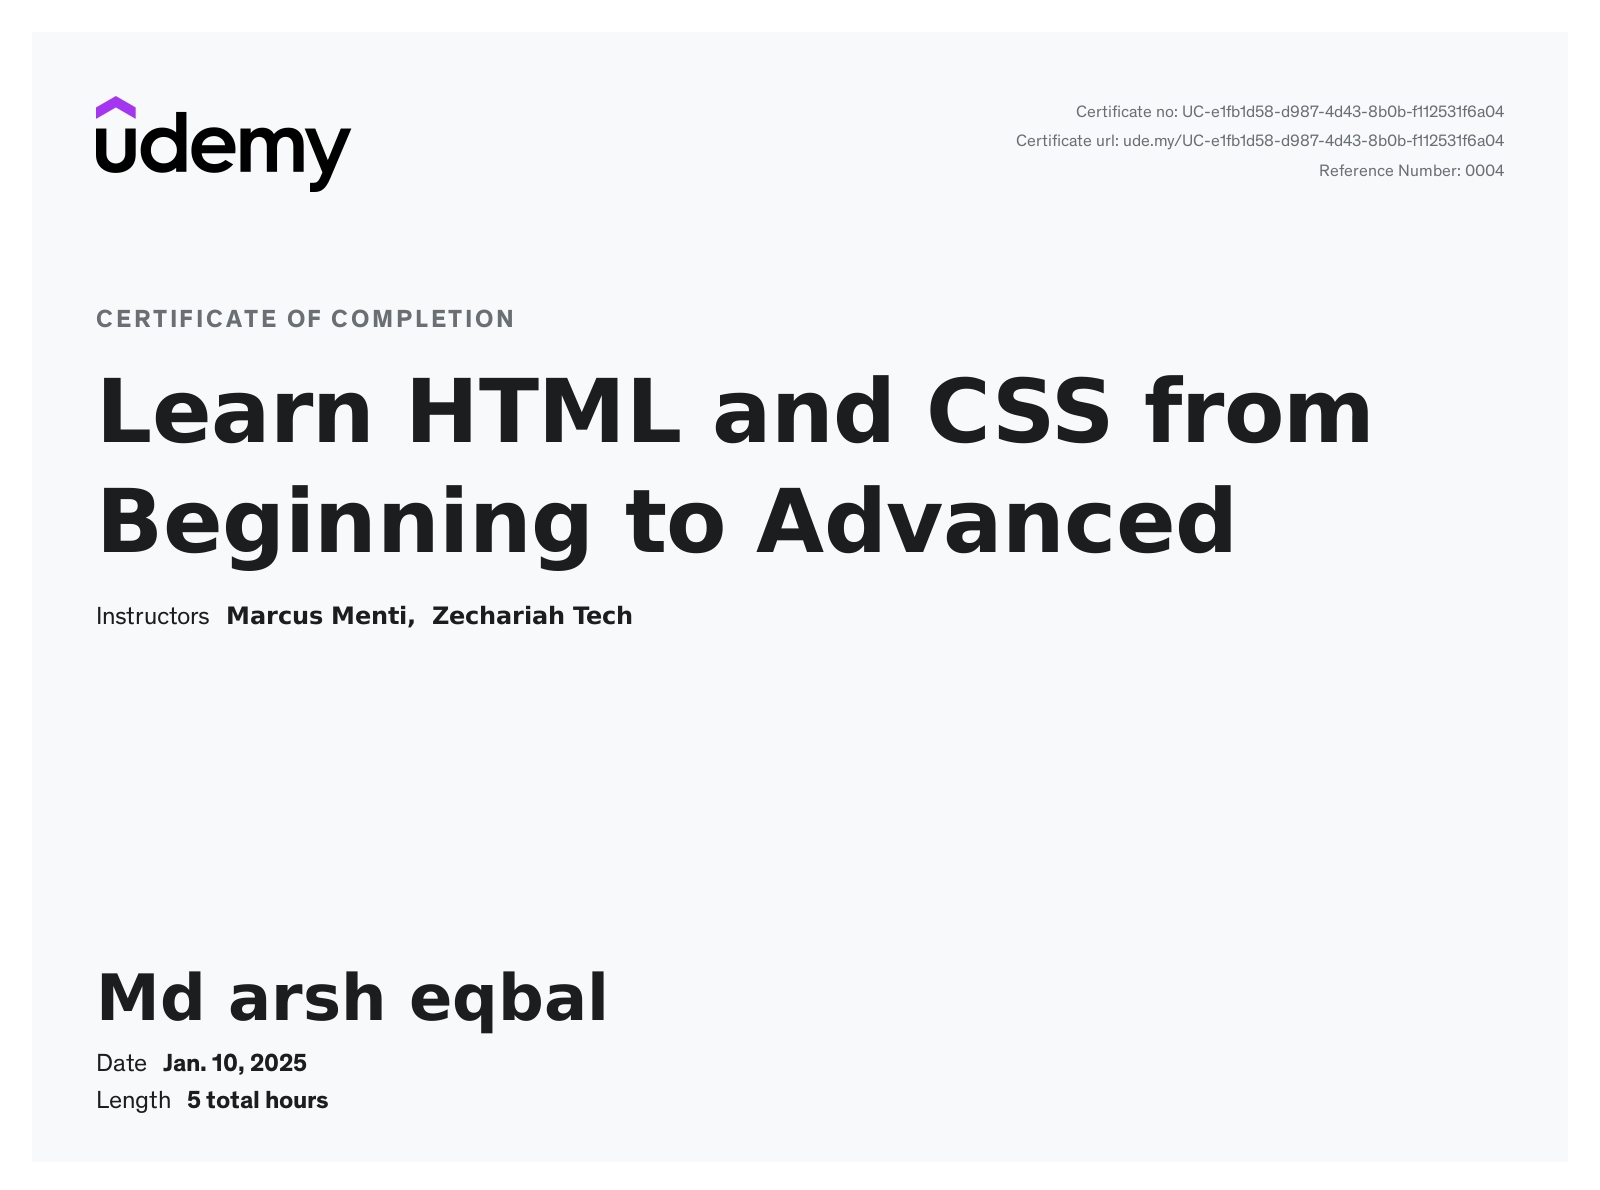 udemy
Certificate no: UC-e1fb1d58-d987-4d43-8b0b-f112531f6a04
Certificate url: ude.my/UC-e1fb1d58-d987-4d43-8b0b-f112531f6a04
Reference Number: 0004
CERTIFICATE OF COMPLETION
Learn HTML and CSS from
Beginning to Advanced
Instructors Marcus Menti, Zechariah Tech
Md arsh eqbal
Date Jan. 10, 2025
Length 5 total hours